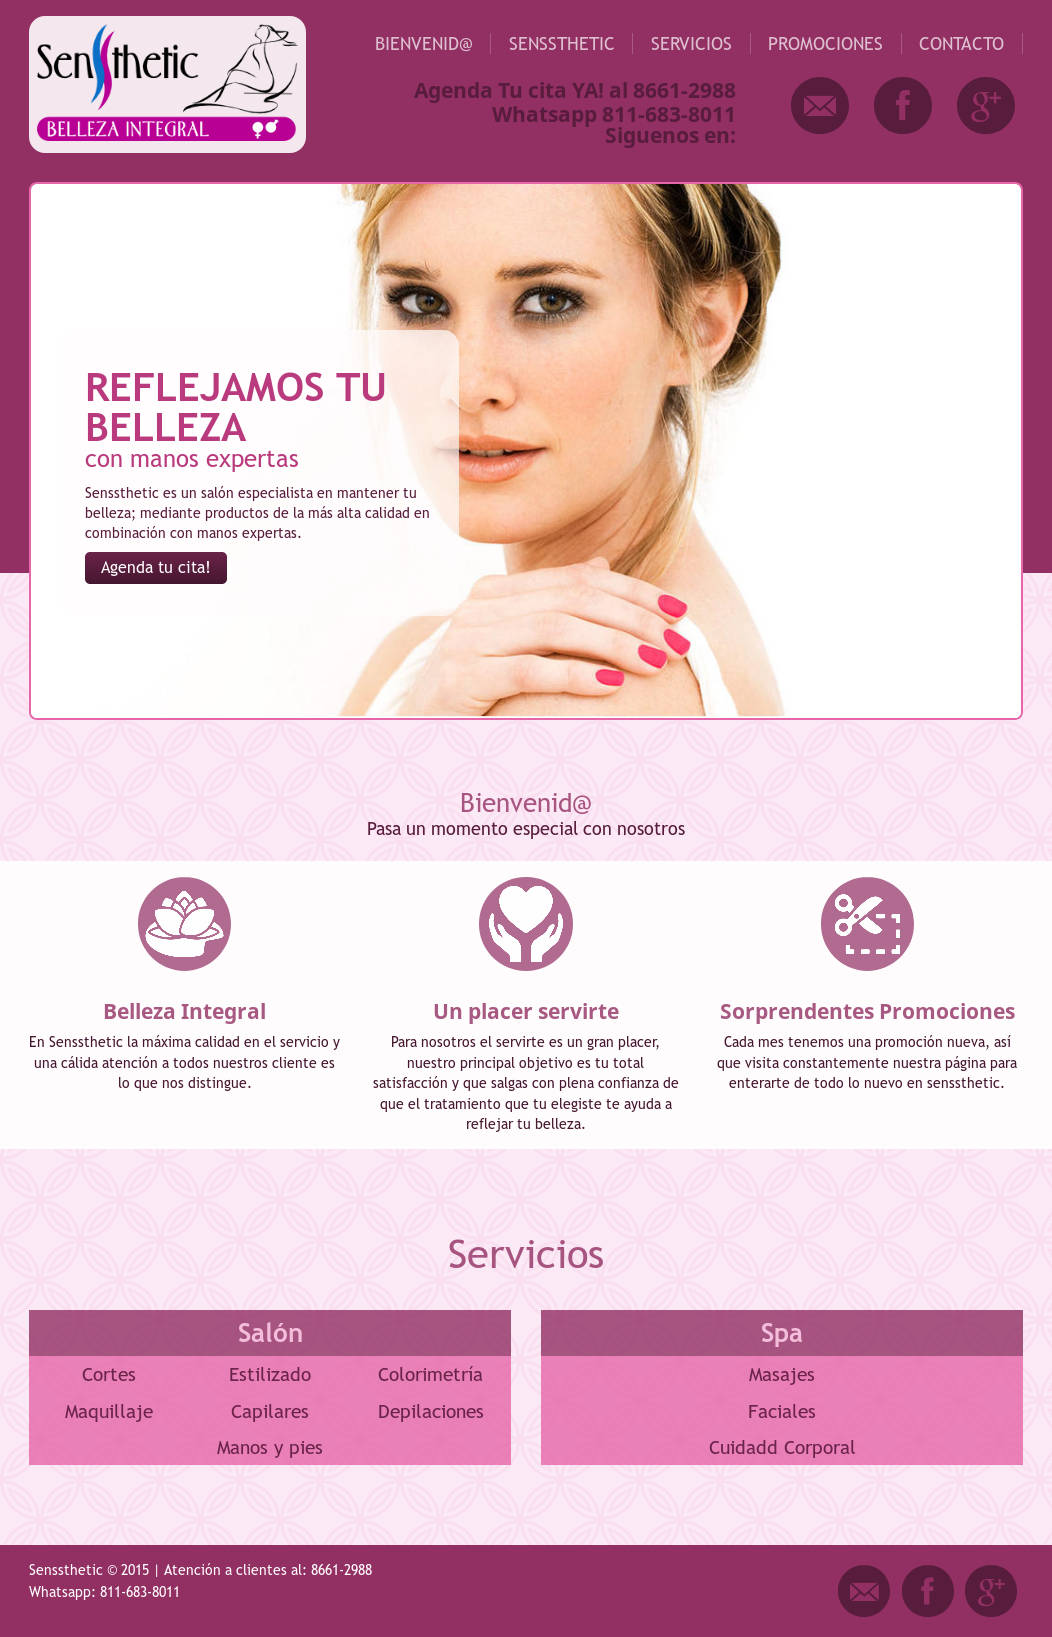 SenSSthetic
BELLEZA INTEGRAL
BIENVENID@ SENSSTHETIC SERVICIOS PROMOCIONES CONTACTO
Agenda Tu cita YA! al 8661-2988
Whatsapp 811-683-8011
Siguenos en:
f
g+
REFLEJAMOS TU
BELLEZA
con manos expertas
Senssthetic es un salón especialista en mantener tu
belleza; mediante productos de la más alta calidad en
combinación con manos expertas.
Agenda tu cita!
Bienvenid@
Pasa un momento especial con nosotros
Belleza Integral
En Senssthetic la máxima calidad en el servicio y
una cálida atención a todos nuestros cliente es
lo que nos distingue.
Un placer servirte
Para nosotros el servirte es un gran placer,
nuestro principal objetivo es tu total
satisfacción y que salgas con plena confianza de
que el tratamiento que tu elegiste te ayuda a
reflejar tu belleza.
Sorprendentes Promociones
Cada mes tenemos una promoción nueva, así
que visita constantemente nuestra página para
enterarte de todo lo nuevo en senssthetic.
Servicios
Salón
Cortes Estilizado Colorimetría
Maquillaje Capilares Depilaciones
Manos y pies
Spa
Masajes
Faciales
Cuidadd Corporal
Senssthetic © 2015 | Atención a clientes al: 8661-2988
Whatsapp: 811-683-8011
f
g+